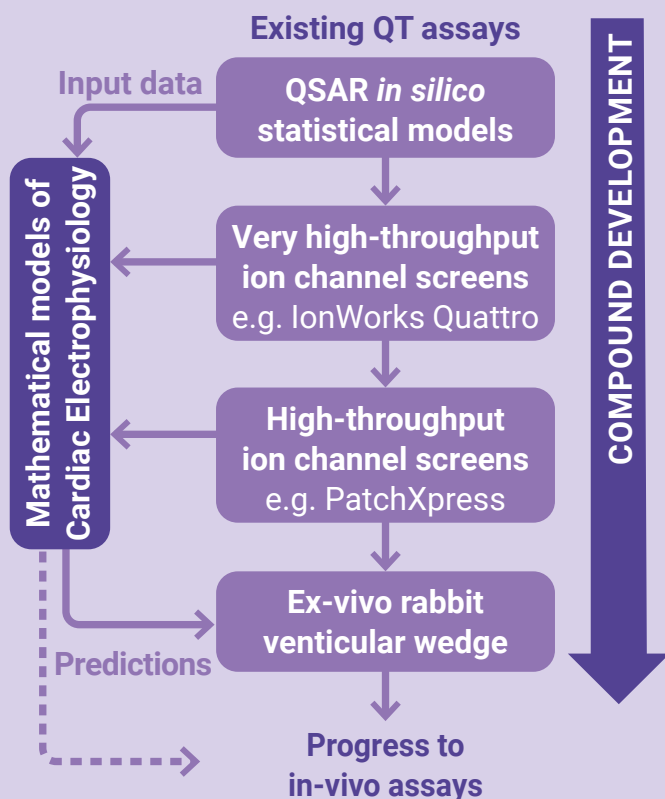 Existing QT assays
Input data
QSAR in silico
statistical models
Very high-throughput
ion channel screens
e.g. IonWorks Quattro
Mathematical models of
Cardiac Electrophysiology
High-throughput
ion channel screens
e.g. PatchXpress
Ex-vivo rabbit
venticular wedge
Predictions
Progress to
in-vivo assays
COMPOUND DEVELOPMENT